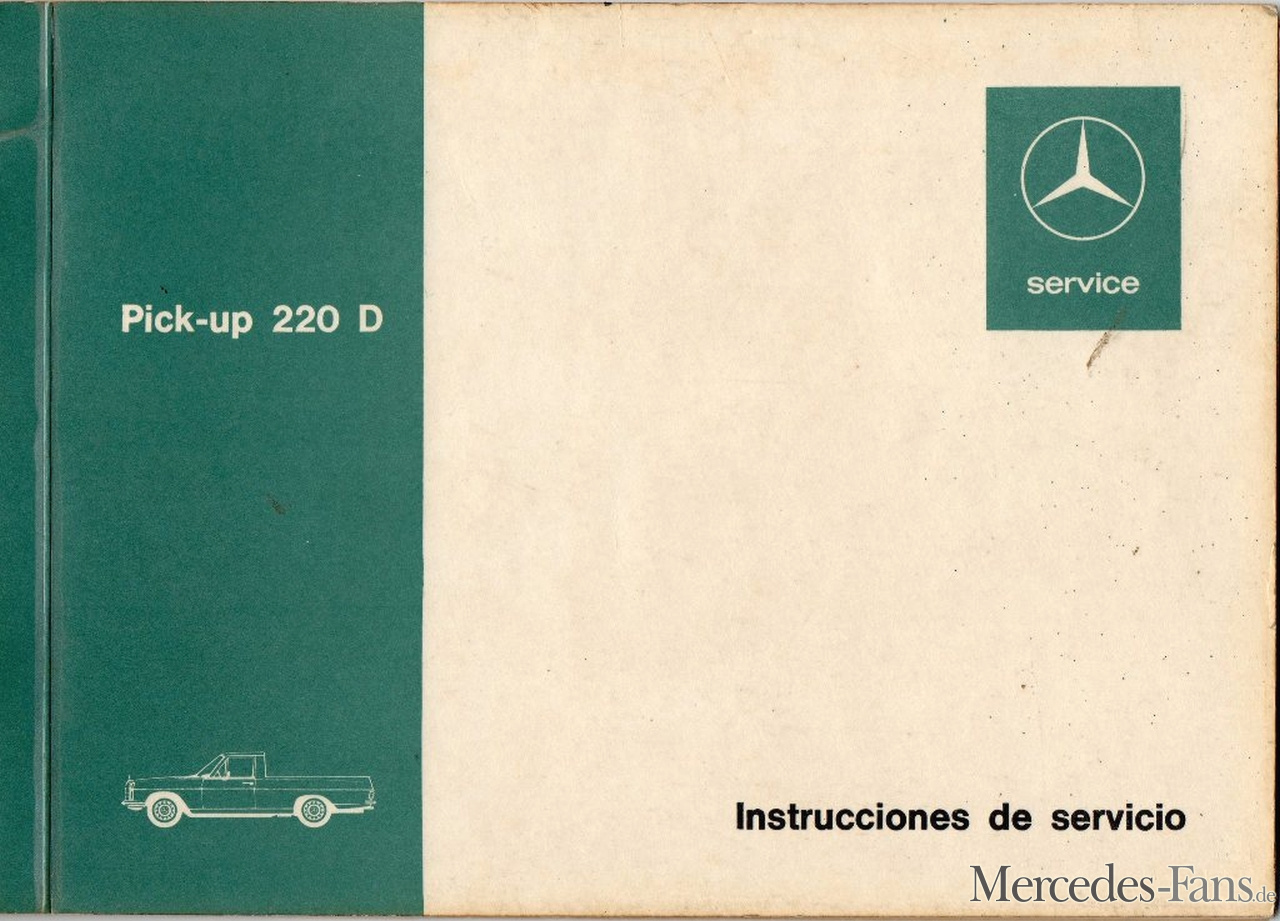 service
Pick-up 220 D
Instrucciones de servicio
Mercedes-Fans.de